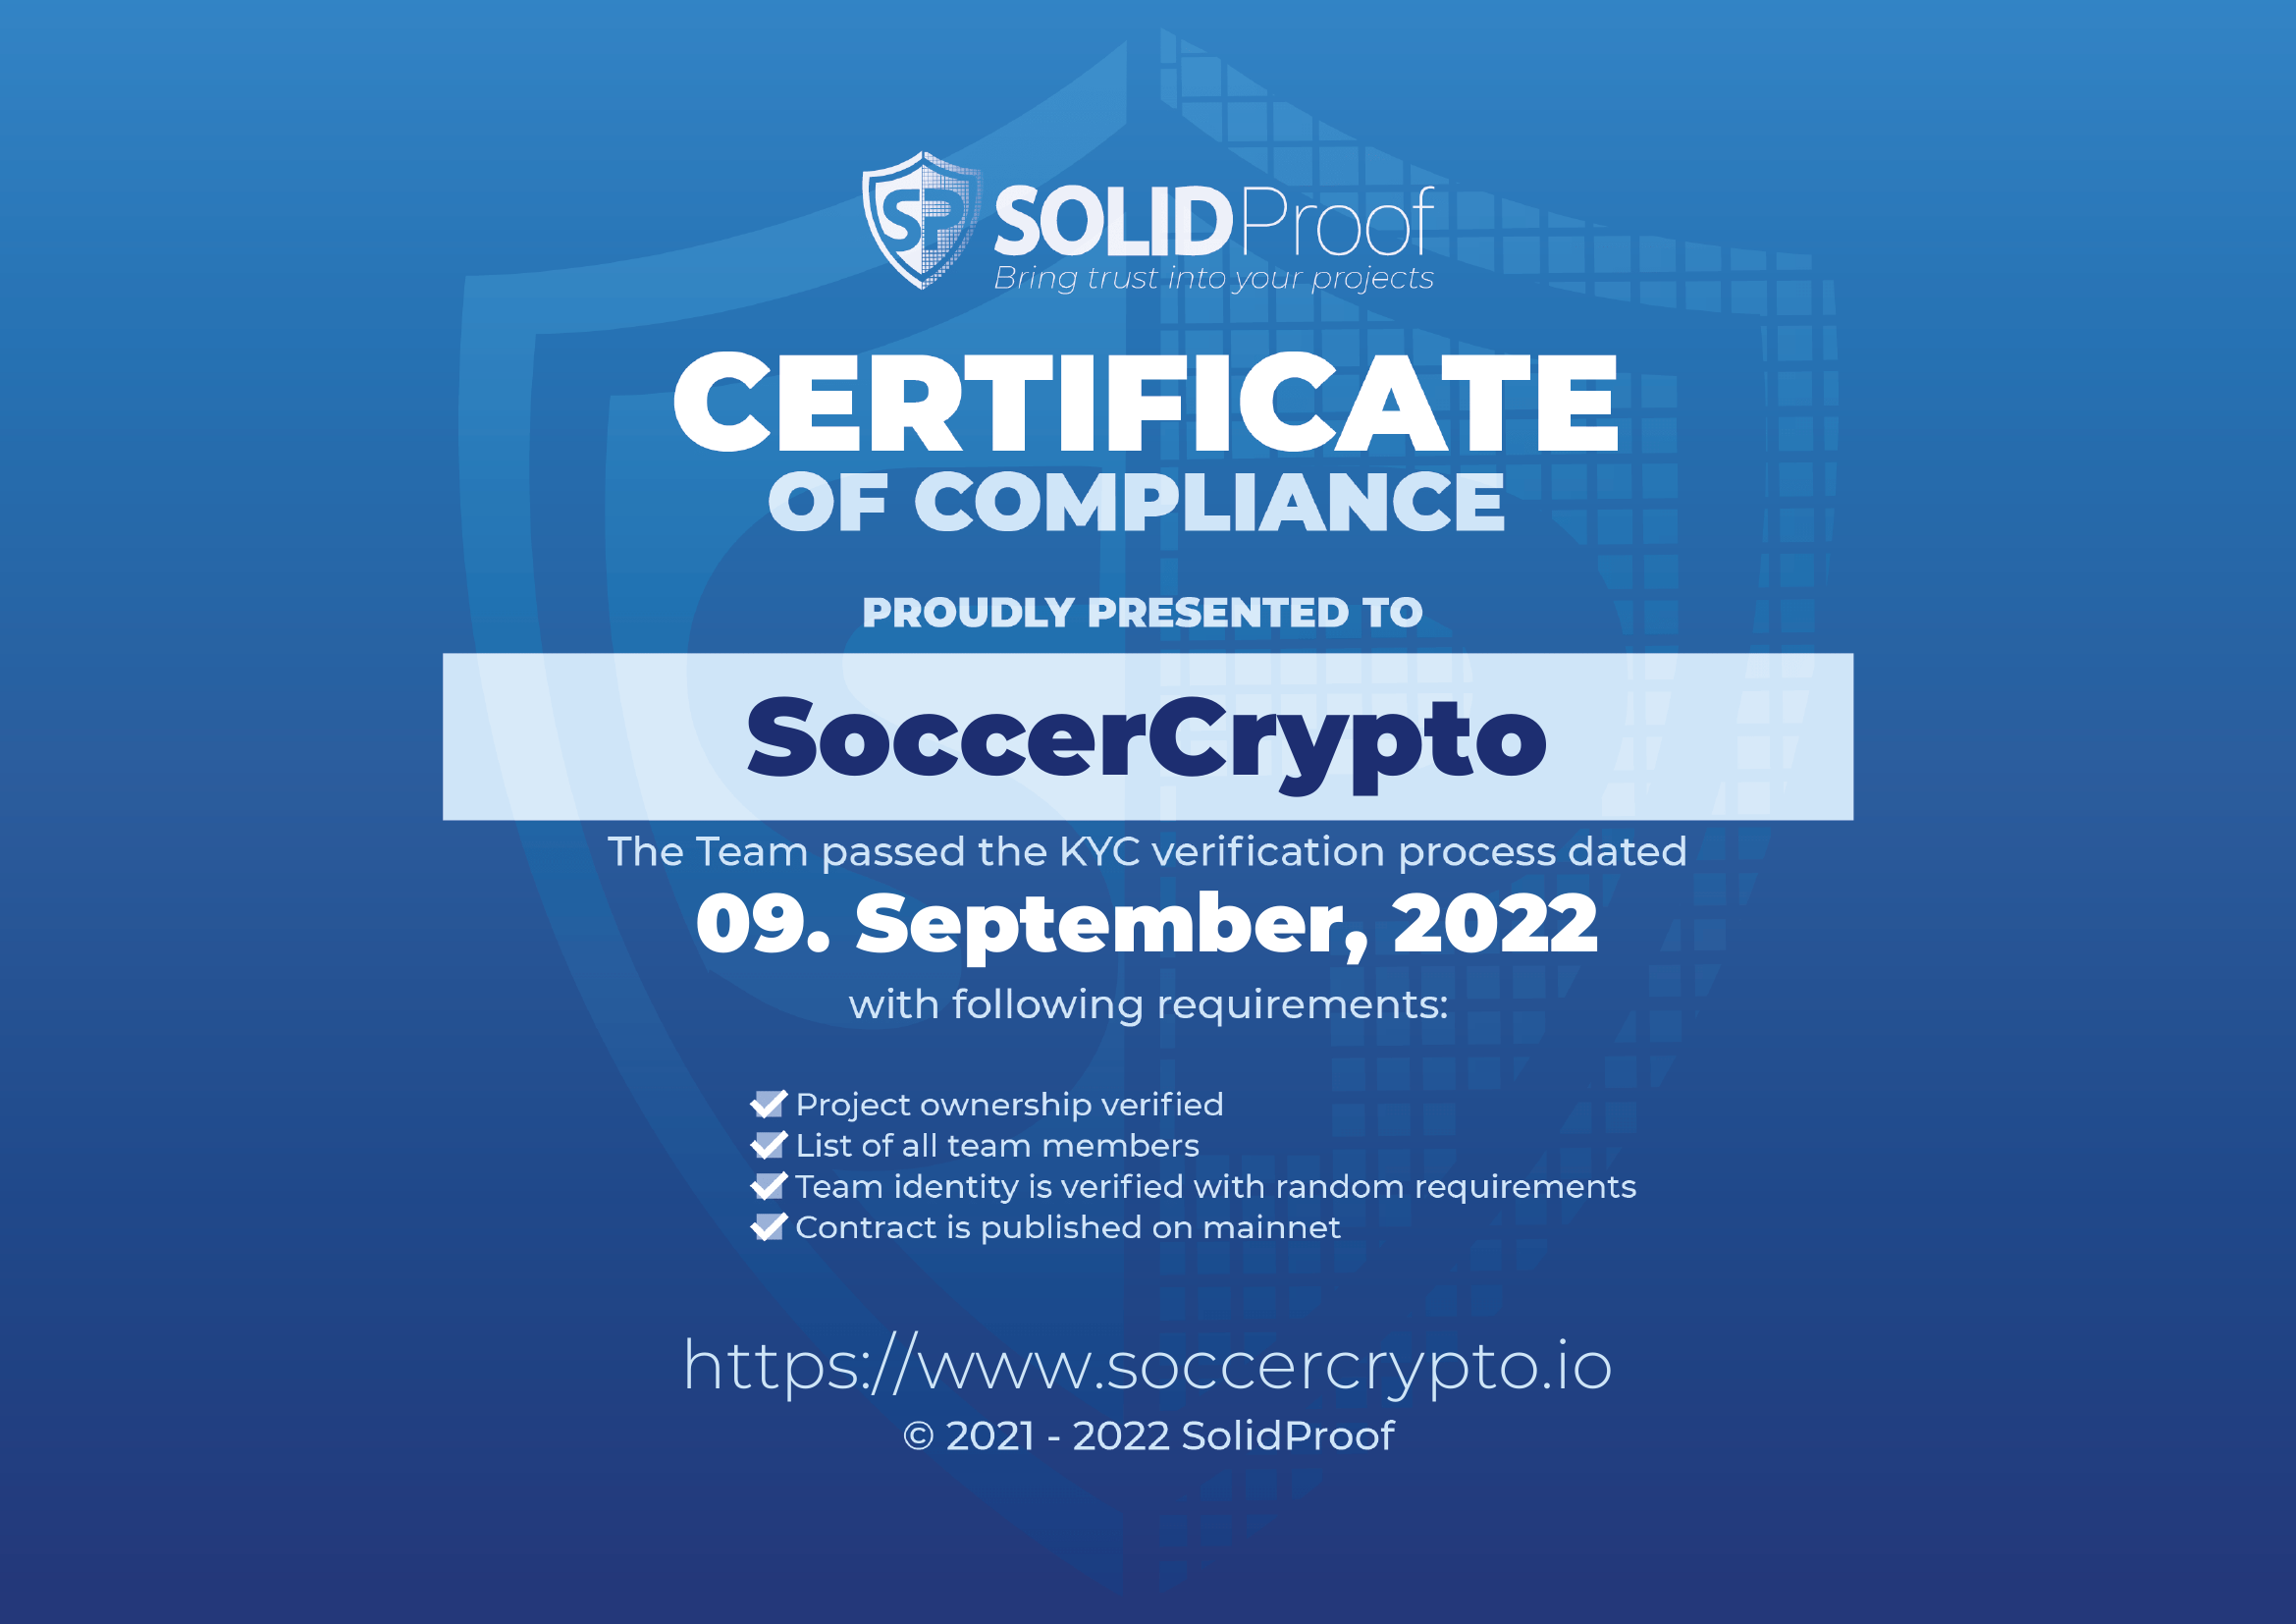 SP SOLIDProof
Bring trust into your projects
CERTIFICATE
OF COMPLIANCE
PROUDLY PRESENTED TO
SoccerCrypto
The Team passed the KYC verification process dated
09. September, 2022
with following requirements:
Project ownership verified
List of all team members
Team identity is verified with random requirements
Contract is published on mainnet
https://www.soccercrypto.io
© 2021 - 2022 SolidProof